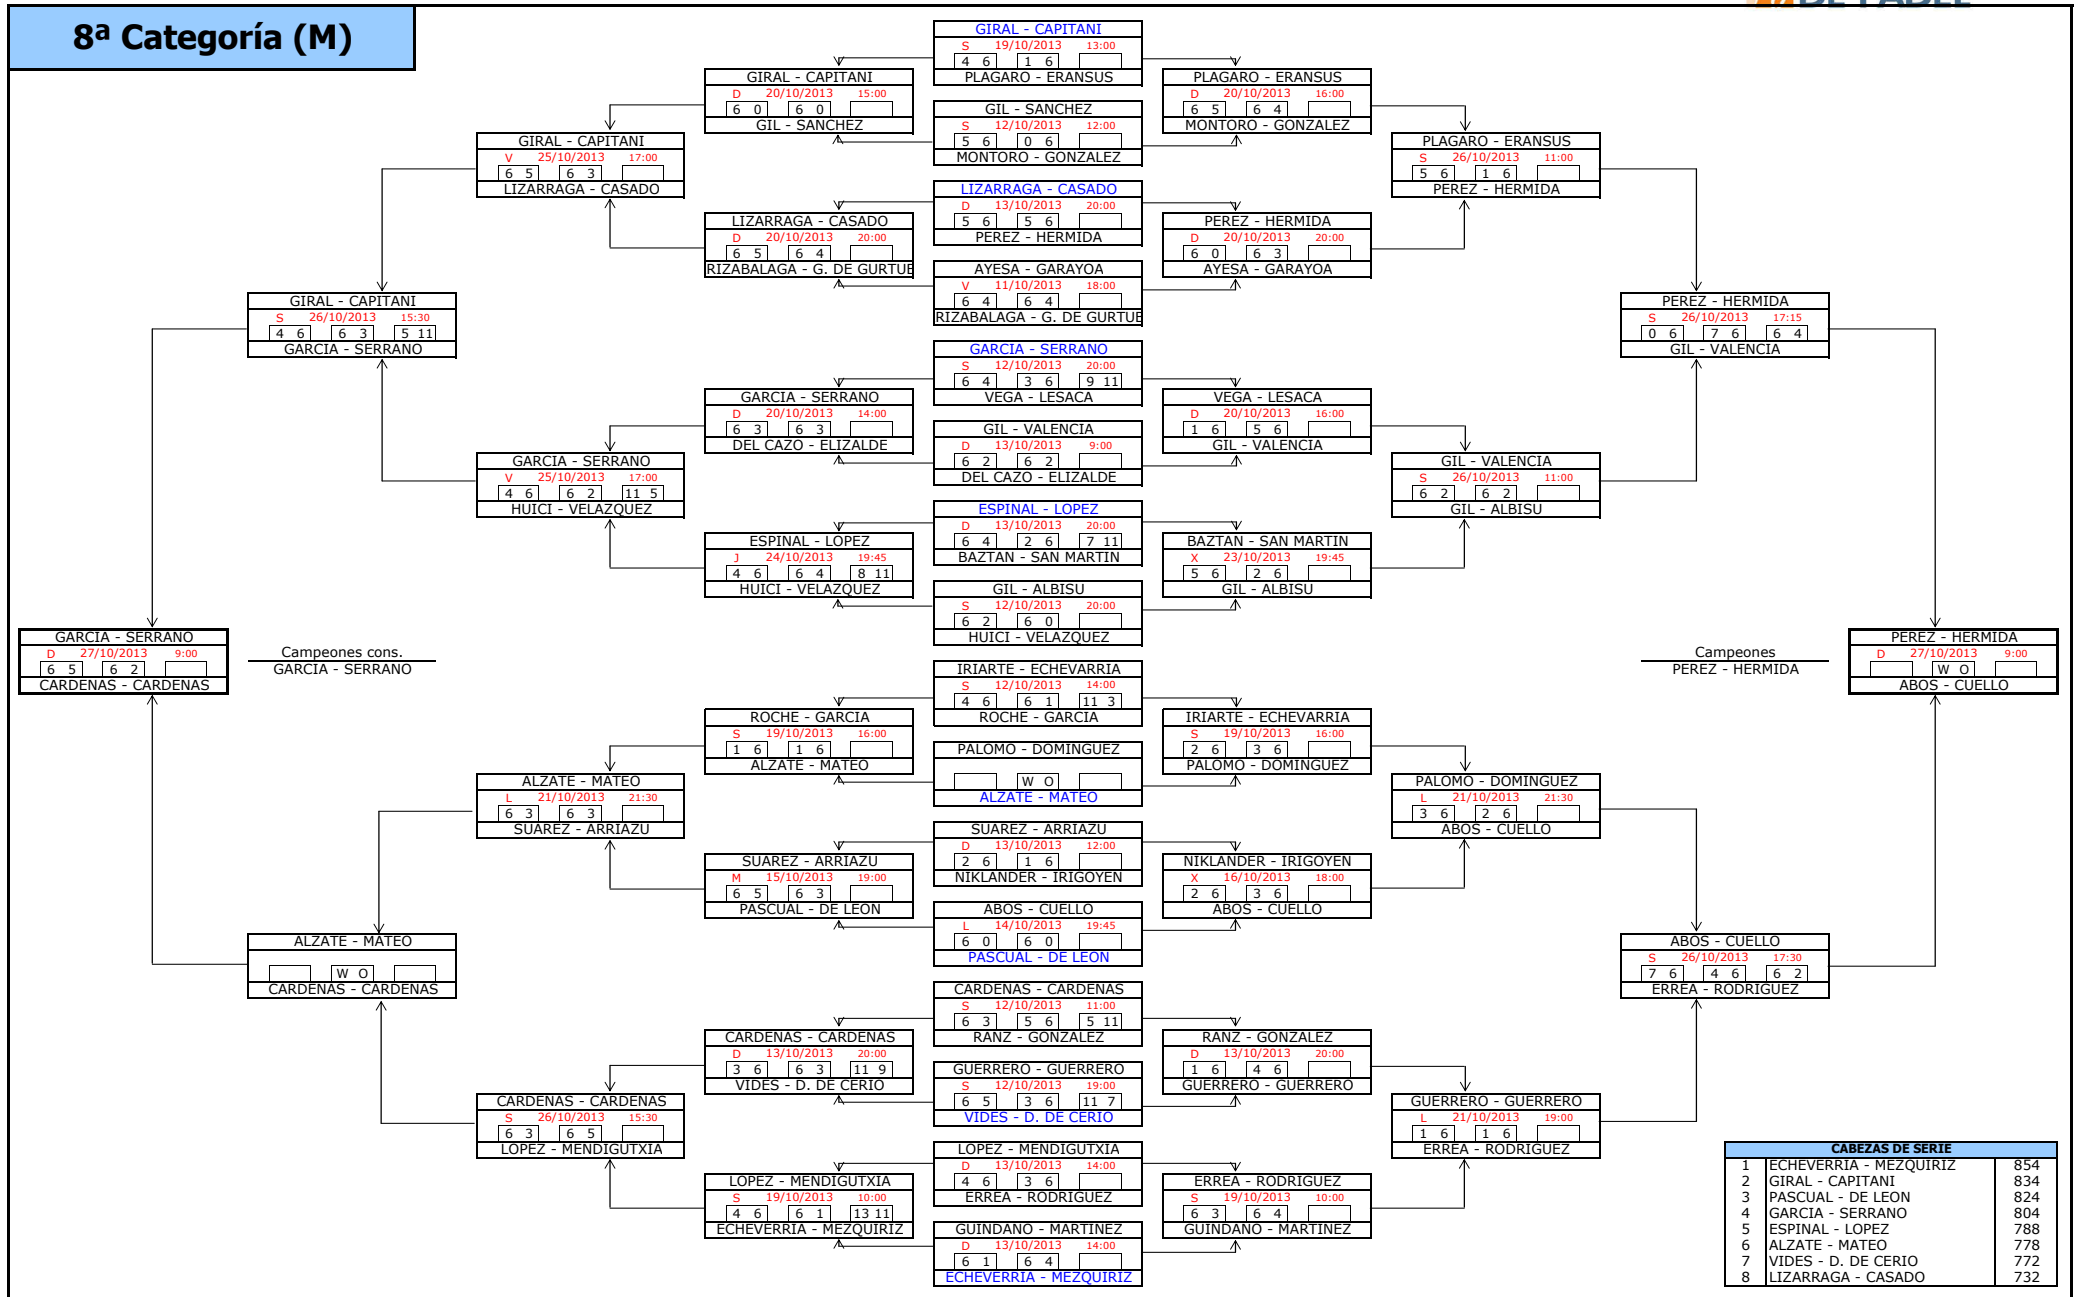 DE PADEL
8ª Categoría (M)
GIRAL - CAPITANI
S 19/10/2013 13:00
4 6 1 6
PLAGARO - ERANSUS
GIL - SANCHEZ
S 12/10/2013 12:00
5 6 0 6
MONTORO - GONZALEZ
LIZARRAGA - CASADO
D 13/10/2013 20:00
5 6 5 6
PEREZ - HERMIDA
AYESA - GARAYOA
V 11/10/2013 18:00
6 4 6 4
RIZABALAGA - G. DE GURTUB
GARCIA - SERRANO
S 12/10/2013 20:00
6 4 3 6 9 11
VEGA - LESACA
GIL - VALENCIA
D 13/10/2013 9:00
6 2 6 2
DEL CAZO - ELIZALDE
ESPINAL - LOPEZ
D 13/10/2013 20:00
6 4 2 6 7 11
BAZTAN - SAN MARTIN
GIL - ALBISU
S 12/10/2013 20:00
6 2 6 0
HUICI - VELAZQUEZ
IRIARTE - ECHEVARRIA
S 12/10/2013 14:00
4 6 6 1 11 3
ROCHE - GARCIA
PALOMO - DOMINGUEZ
W O
ALZATE - MATEO
SUAREZ - ARRIAZU
D 13/10/2013 12:00
2 6 1 6
NIKLANDER - IRIGOYEN
ABOS - CUELLO
L 14/10/2013 19:45
6 0 6 0
PASCUAL - DE LEON
CARDENAS - CARDENAS
S 12/10/2013 11:00
6 3 5 6 5 11
RANZ - GONZALEZ
GUERRERO - GUERRERO
S 12/10/2013 19:00
6 5 3 6 11 7
VIDES - D. DE CERIO
LOPEZ - MENDIGUTXIA
D 13/10/2013 14:00
4 6 3 6
ERREA - RODRIGUEZ
GUINDANO - MARTINEZ
D 13/10/2013 14:00
6 1 6 4
ECHEVERRIA - MEZQUIRIZ
GIRAL - CAPITANI
D 20/10/2013 15:00
6 0 6 0
GIL - SANCHEZ
LIZARRAGA - CASADO
D 20/10/2013 20:00
6 5 6 4
RIZABALAGA - G. DE GURTUB
GARCIA - SERRANO
D 20/10/2013 14:00
6 3 6 3
DEL CAZO - ELIZALDE
ESPINAL - LOPEZ
J 24/10/2013 19:45
4 6 6 4 8 11
HUICI - VELAZQUEZ
ROCHE - GARCIA
S 19/10/2013 16:00
1 6 1 6
ALZATE - MATEO
SUAREZ - ARRIAZU
M 15/10/2013 19:00
6 5 6 3
PASCUAL - DE LEON
CARDENAS - CARDENAS
D 13/10/2013 20:00
3 6 6 3 11 9
VIDES - D. DE CERIO
LOPEZ - MENDIGUTXIA
S 19/10/2013 10:00
4 6 6 1 13 11
ECHEVERRIA - MEZQUIRIZ
GIRAL - CAPITANI
V 25/10/2013 17:00
6 5 6 3
LIZARRAGA - CASADO
GARCIA - SERRANO
V 25/10/2013 17:00
4 6 6 2 11 5
HUICI - VELAZQUEZ
ALZATE - MATEO
L 21/10/2013 21:30
6 3 6 3
SUAREZ - ARRIAZU
CARDENAS - CARDENAS
S 26/10/2013 15:30
6 3 6 5
LOPEZ - MENDIGUTXIA
GIRAL - CAPITANI
S 26/10/2013 15:30
4 6 6 3 5 11
GARCIA - SERRANO
ALZATE - MATEO
W O
CARDENAS - CARDENAS
GARCIA - SERRANO
D 27/10/2013 9:00
6 5 6 2
CARDENAS - CARDENAS
Campeones cons.
GARCIA - SERRANO
PLAGARO - ERANSUS
D 20/10/2013 16:00
6 5 6 4
MONTORO - GONZALEZ
PEREZ - HERMIDA
D 20/10/2013 20:00
6 0 6 3
AYESA - GARAYOA
VEGA - LESACA
D 20/10/2013 16:00
1 6 5 6
GIL - VALENCIA
BAZTAN - SAN MARTIN
X 23/10/2013 19:45
5 6 2 6
GIL - ALBISU
IRIARTE - ECHEVARRIA
S 19/10/2013 16:00
2 6 3 6
PALOMO - DOMINGUEZ
NIKLANDER - IRIGOYEN
X 16/10/2013 18:00
2 6 3 6
ABOS - CUELLO
RANZ - GONZALEZ
D 13/10/2013 20:00
1 6 4 6
GUERRERO - GUERRERO
ERREA - RODRIGUEZ
S 19/10/2013 10:00
6 3 6 4
GUINDANO - MARTINEZ
PLAGARO - ERANSUS
S 26/10/2013 11:00
5 6 1 6
PEREZ - HERMIDA
GIL - VALENCIA
S 26/10/2013 11:00
6 2 6 2
GIL - ALBISU
PALOMO - DOMINGUEZ
L 21/10/2013 21:30
3 6 2 6
ABOS - CUELLO
GUERRERO - GUERRERO
L 21/10/2013 19:00
1 6 1 6
ERREA - RODRIGUEZ
PEREZ - HERMIDA
S 26/10/2013 17:15
0 6 7 6 6 4
GIL - VALENCIA
ABOS - CUELLO
S 26/10/2013 17:30
7 6 4 6 6 2
ERREA - RODRIGUEZ
Campeones
PEREZ - HERMIDA
PEREZ - HERMIDA
D 27/10/2013 9:00
W O
ABOS - CUELLO
CABEZAS DE SERIE
1 ECHEVERRIA - MEZQUIRIZ 854
2 GIRAL - CAPITANI 834
3 PASCUAL - DE LEON 824
4 GARCIA - SERRANO 804
5 ESPINAL - LOPEZ 788
6 ALZATE - MATEO 778
7 VIDES - D. DE CERIO 772
8 LIZARRAGA - CASADO 732